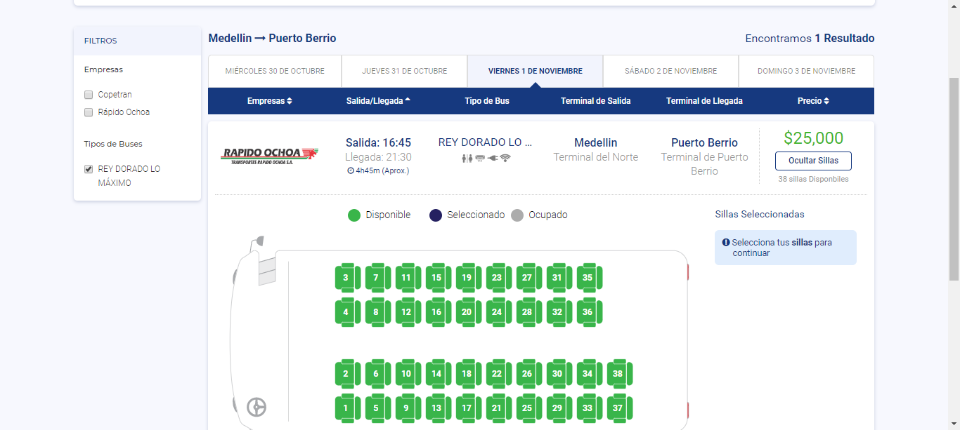 FILTROS
Empresas
Copetran
Rápido Ochoa
Tipos de Buses
REY DORADO LO
MÁXIMO
Medellin → Puerto Berrio
Encontramos 1 Resultado
MIÉRCOLES 30 DE OCTUBRE
JUEVES 31 DE OCTUBRE
VIERNES 1 DE NOVIEMBRE
SÁBADO 2 DE NOVIEMBRE
DOMINGO 3 DE NOVIEMBRE
Empresas
Salida/Llegada
Tipo de Bus
Terminal de Salida
Terminal de Llegada
Precio
RAPIDO OCHOA
TRANSPORTES RAPIDO OCHOA S.A.
Salida: 16:45
Llegada: 21:30
4h45m (Aprox.)
REY DORADO LO ...
Medellin
Terminal del Norte
Puerto Berrio
Terminal de Puerto
Berrio
$25,000
Ocultar Sillas
38 sillas Disponbiles
Disponible
Seleccionado
Ocupado
Sillas Seleccionadas
Selecciona tus sillas para
continuar
3 7 11 15 19 23 27 31 35
4 8 12 16 20 24 28 32 36
2 6 10 14 18 22 26 30 34 38
1 5 9 13 17 21 25 29 33 37